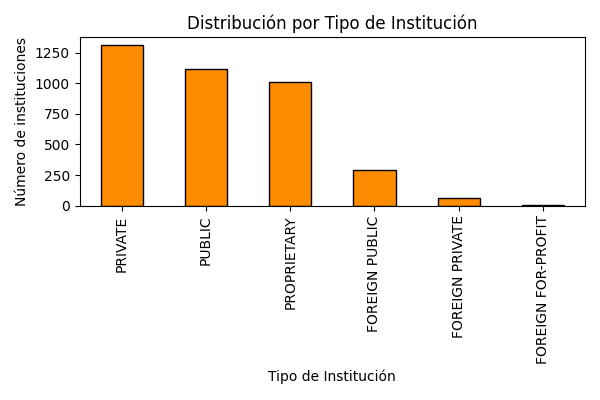 Distribución por Tipo de Institución
Número de instituciones
1250
1000
750
500
250
0
PRIVATE
PUBLIC
PROPRIETARY
FOREIGN PUBLIC
FOREIGN PRIVATE
FOREIGN FOR-PROFIT
Tipo de Institución